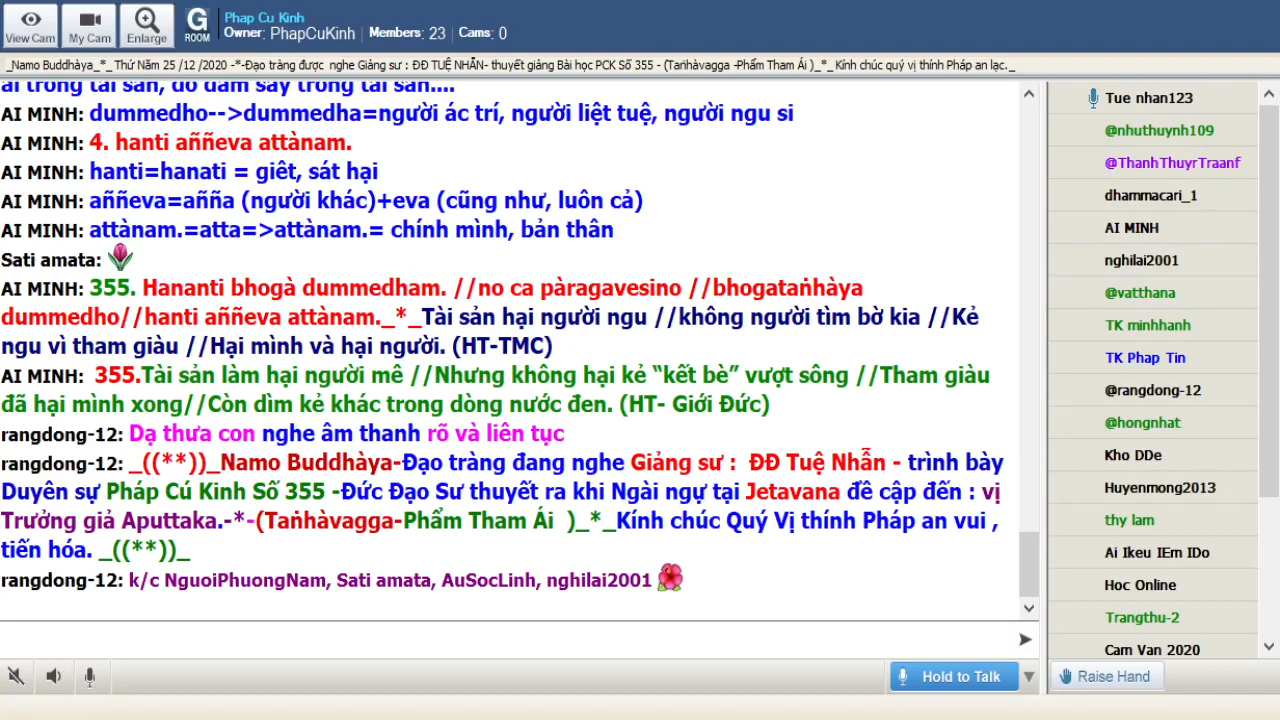 View Cam
My Cam
Enlarge
G
ROOM
Phap Cu Kinh
Owner: PhapCuKinh | Members: 23 | Cams: 0
_Namo Buddhàya_*_ Thứ Năm 25 /12 /2020 -*-Đạo tràng được nghe Giảng sư : ĐĐ TUỆ NHẪN- thuyết giảng Bài học PCK Số 355 - (Taṅhàvagga -Phẩm Tham Ái )_*_Kính chúc quý vị thính Pháp an lạc._
ái trong tài sản, do đam say trong tài sản....
AI MINH: dummedho-->dummedha=người ác trí, người liệt tuệ, người ngu si
AI MINH: 4. hanti aññeva attànam.
AI MINH: hanti=hanati = giêt, sát hại
AI MINH: aññeva=añña (người khác)+eva (cũng như, luôn cả)
AI MINH: attànam.=atta=>attànam.= chính mình, bản thân
Sati amata:
AI MINH: 355. Hananti bhogà dummedham. //no ca pàragavesino //bhogataṅhàya
dummedho//hanti aññeva attànam._*_Tài sản hại người ngu //không người tìm bờ kia //Kẻ
ngu vì tham giàu //Hại mình và hại người. (HT-TMC)
AI MINH: 355.Tài sản làm hại người mê //Nhưng không hại kẻ “kết bè” vượt sông //Tham giàu
đã hại mình xong//Còn dìm kẻ khác trong dòng nước đen. (HT- Giới Đức)
rangdong-12: Dạ thưa con nghe âm thanh rõ và liên tục
rangdong-12: _((**))_Namo Buddhàya-Đạo tràng đang nghe Giảng sư : ĐĐ Tuệ Nhẫn - trình bày
Duyên sự Pháp Cú Kinh Số 355 -Đức Đạo Sư thuyết ra khi Ngài ngự tại Jetavana đề cập đến : vị
Trưởng giả Aputtaka.-*-(Taṅhàvagga-Phẩm Tham Ái )_*_Kính chúc Quý Vị thính Pháp an vui ,
tiến hóa. _((**))_
rangdong-12: k/c NguoiPhuongNam, Sati amata, AuSocLinh, nghilai2001
Hold to Talk
Tue nhan123
@nhuthuynh109
@ThanhThuyrTraanf
dhammacari_1
AI MINH
nghilai2001
@vatthana
TK minhhanh
TK Phap Tin
@rangdong-12
@hongnhat
Kho DDe
Huyenmong2013
thy lam
Ai Ikeu IEm IDo
Hoc Online
Trangthu-2
Cam Van 2020
Raise Hand